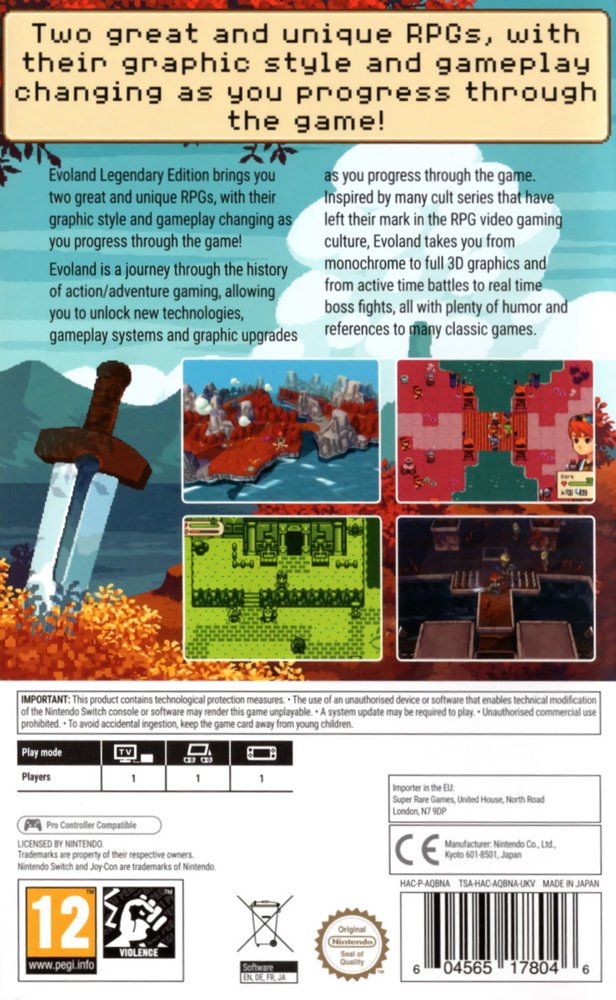 Two great and unique RPGs, with
their graphic style and gameplay
changing as you progress through
the game!
Evoland Legendary Edition brings you
two great and unique RPGs, with their
graphic style and gameplay changing as
you progress through the game!
Evoland is a journey through the history
of action/adventure gaming, allowing
you to unlock new technologies,
gameplay systems and graphic upgrades
as you progress through the game.
Inspired by many cult series that have
left their mark in the RPG video gaming
culture, Evoland takes you from
monochrome to full 3D graphics and
from active time battles to real time
boss fights, all with plenty of humor and
references to many classic games.
IMPORTANT: This product contains technological protection measures. • The use of an unauthorised device or software that enables technical modification
of the Nintendo Switch console or software may render this game unplayable. • A system update may be required to play. • Unauthorised commercial use
prohibited. • To avoid accidental ingestion, keep the game card away from young children.
Play mode
TV
Players
1
1
1
Pro Controller Compatible
LICENSED BY NINTENDO.
Trademarks are property of their respective owners.
Nintendo Switch and Joy-Con are trademarks of Nintendo.
Importer in the EU:
Super Rare Games, United House, North Road
London, N7 9DP
CE
Manufacturer: Nintendo Co., Ltd.,
Kyoto 601-8501, Japan
HAC-P-AQBNA TSA-HAC-AQBNA-UKV MADE IN JAPAN
12
TM
www.pegi.info
TM
VIOLENCE
Software
EN, DE, FR, JA
Original
Nintendo
Seal of
Quality
TM
6 04565 17804 6